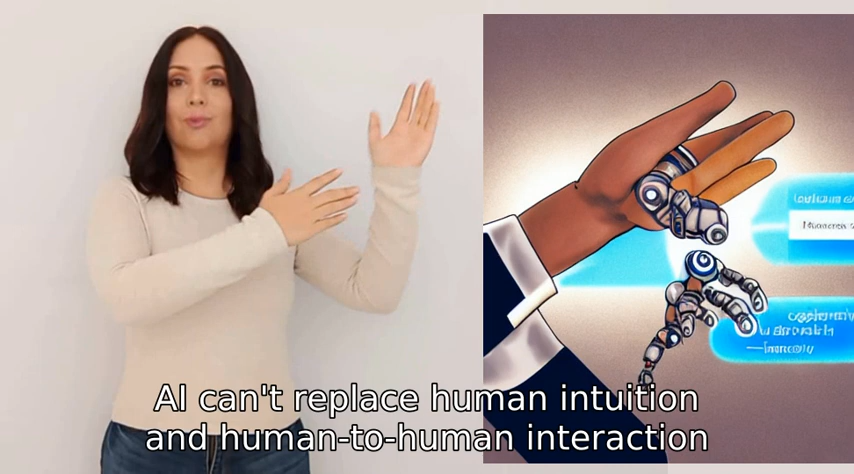 AI can't replace human intuition
and human-to-human interaction